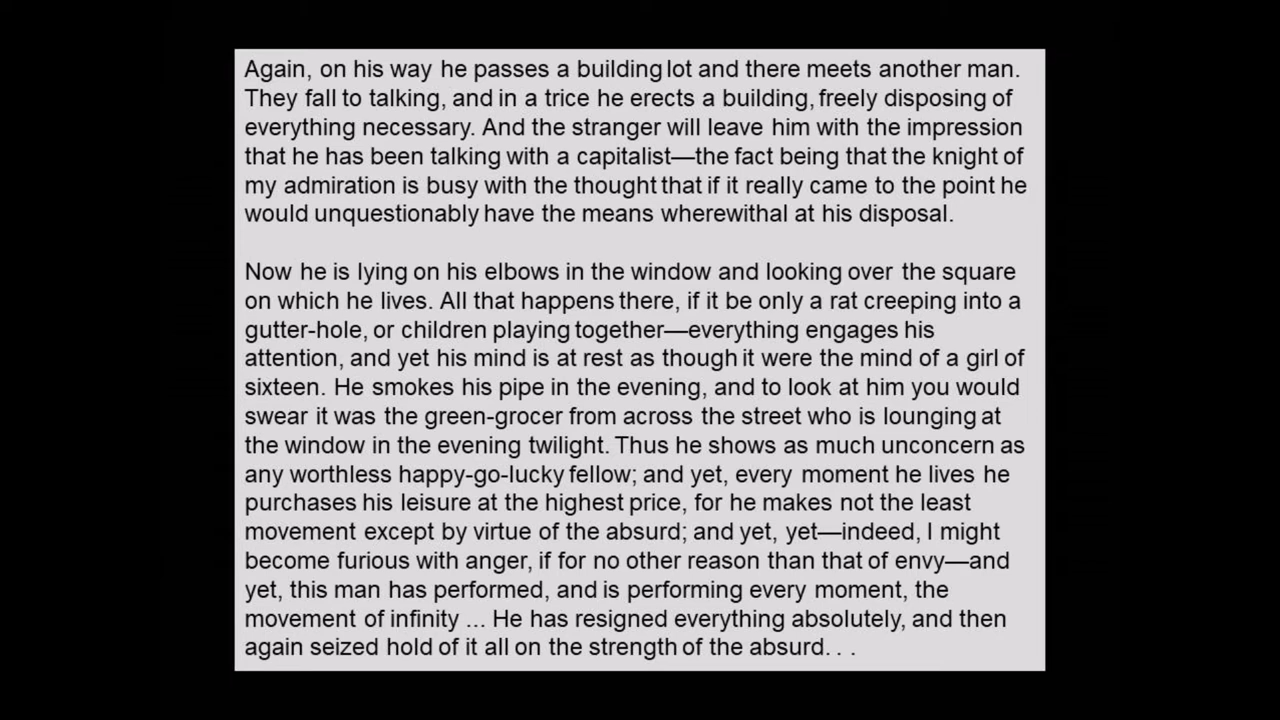 Again, on his way he passes a building lot and there meets another man.
They fall to talking, and in a trice he erects a building, freely disposing of
everything necessary. And the stranger will leave him with the impression
that he has been talking with a capitalist—the fact being that the knight of
my admiration is busy with the thought that if it really came to the point he
would unquestionably have the means wherewithal at his disposal.

Now he is lying on his elbows in the window and looking over the square
on which he lives. All that happens there, if it be only a rat creeping into a
gutter-hole, or children playing together—everything engages his
attention, and yet his mind is at rest as though it were the mind of a girl of
sixteen. He smokes his pipe in the evening, and to look at him you would
swear it was the green-grocer from across the street who is lounging at
the window in the evening twilight. Thus he shows as much unconcern as
any worthless happy-go-lucky fellow; and yet, every moment he lives he
purchases his leisure at the highest price, for he makes not the least
movement except by virtue of the absurd; and yet, yet—indeed, I might
become furious with anger, if for no other reason than that of envy—and
yet, this man has performed, and is performing every moment, the
movement of infinity ... He has resigned everything absolutely, and then
again seized hold of it all on the strength of the absurd. . .